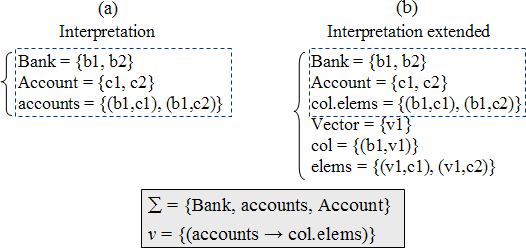 (a)
Interpretation
Bank = {b1, b2}
Account = {c1, c2}
accounts = {(b1,c1), (b1,c2)}
(b)
Interpretation extended
Bank = {b1, b2}
Account = {c1, c2}
col.elems = {(b1,c1), (b1,c2)}
Vector = {v1}
col = {(b1,v1)}
elems = {(v1,c1), (v1,c2)}
∑ = {Bank, accounts, Account}
v = {(accounts → col.elems)}